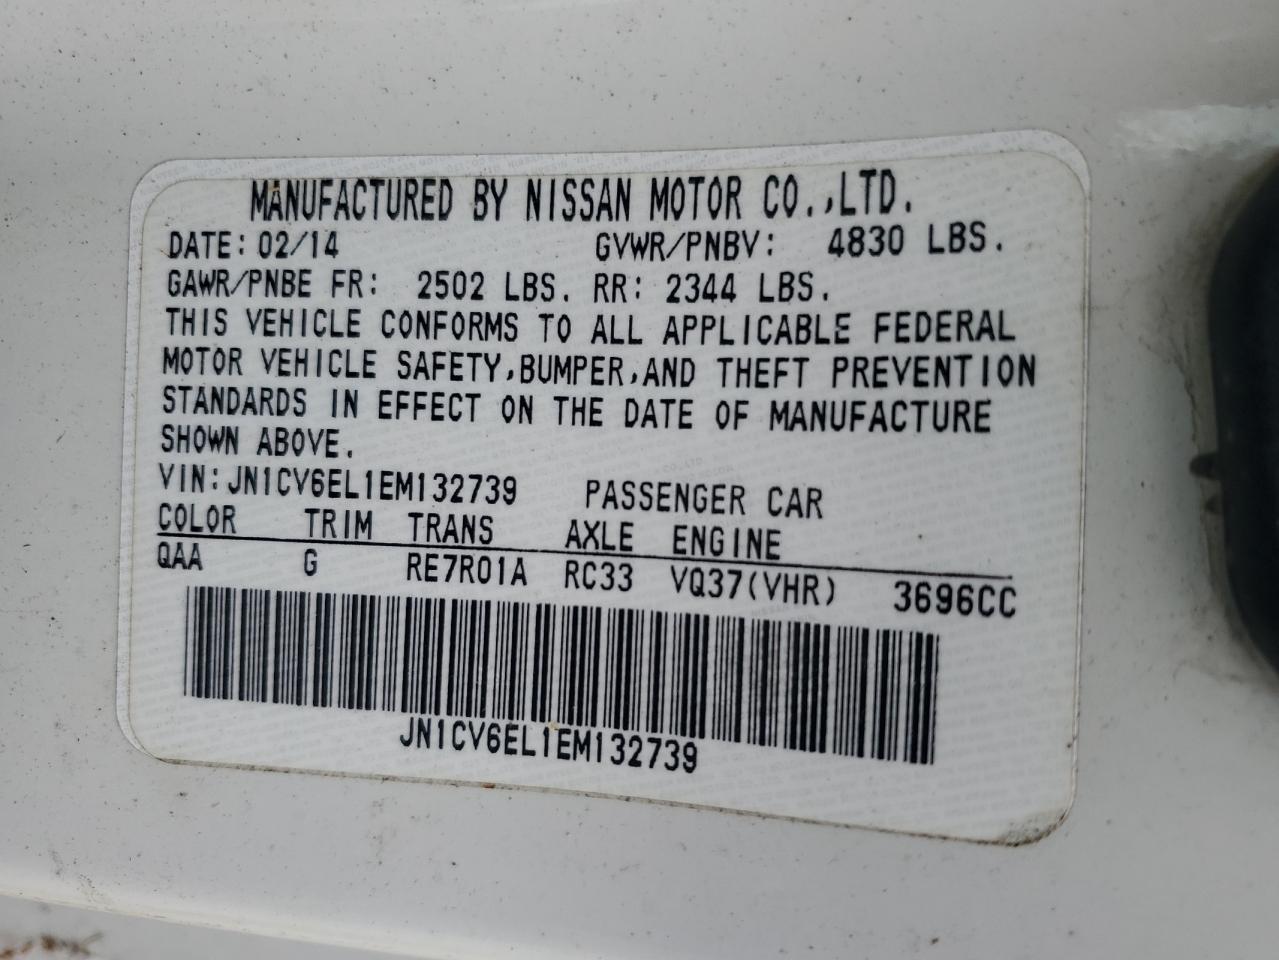 MANUFACTURED BY NISSAN MOTOR CO.,LTD.
DATE: 02/14 GVWR/PNBV: 4830 LBS.
GAWR/PNBE FR: 2502 LBS. RR: 2344 LBS.
THIS VEHICLE CONFORMS TO ALL APPLICABLE FEDERAL
MOTOR VEHICLE SAFETY,BUMPER,AND THEFT PREVENTION
STANDARDS IN EFFECT ON THE DATE OF MANUFACTURE
SHOWN ABOVE.
VIN: JN1CV6EL1EM132739 PASSENGER CAR
COLOR TRIM TRANS AXLE ENGINE
QAA G RE7R01A RC33 VQ37(VHR) 3696CC
JN1CV6EL1EM132739